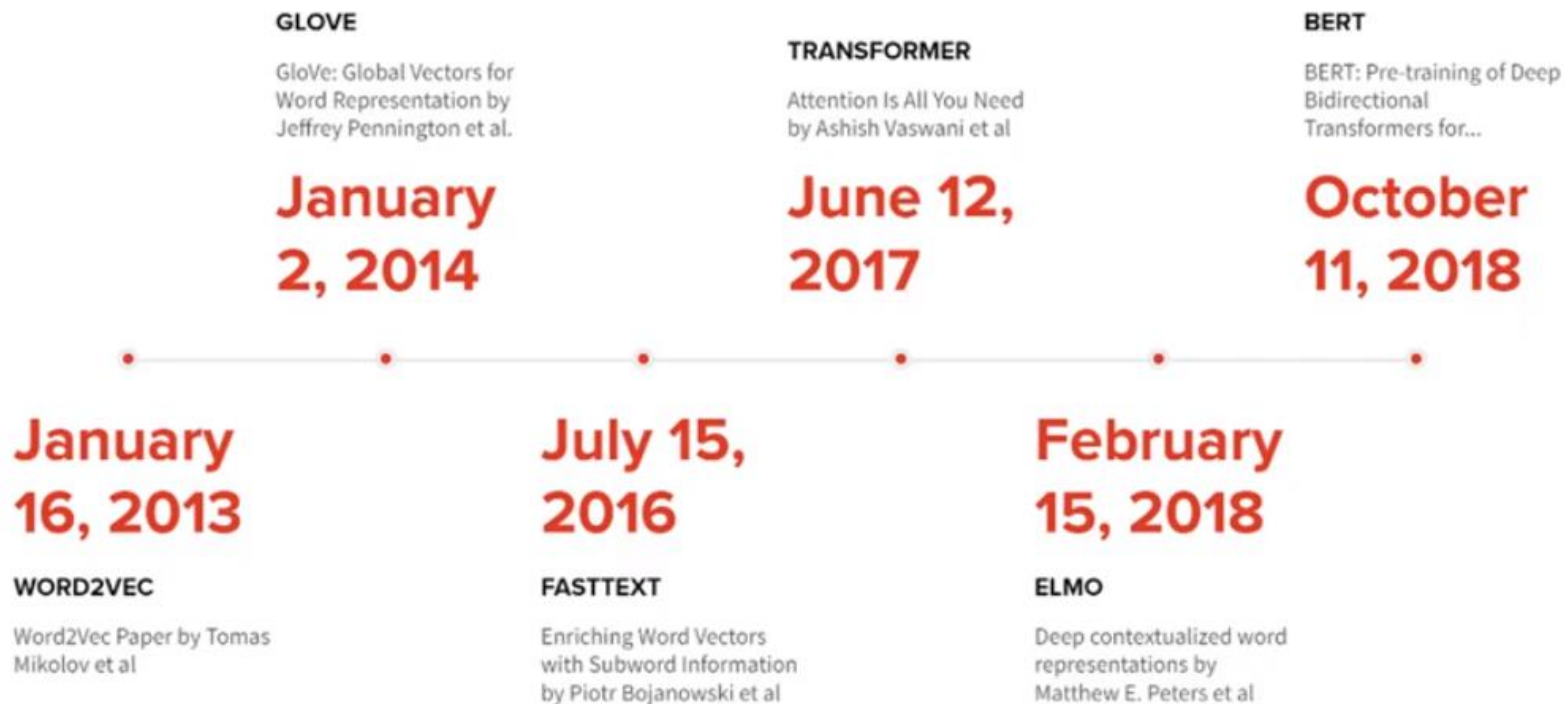 GLOVE
GloVe: Global Vectors for
Word Representation by
Jeffrey Pennington et al.
January
2, 2014
TRANSFORMER
Attention Is All You Need
by Ashish Vaswani et al
June 12,
2017
BERT
BERT: Pre-training of Deep
Bidirectional
Transformers for...
October
11, 2018
January
16, 2013
WORD2VEC
Word2Vec Paper by Tomas
Mikolov et al
July 15,
2016
FASTTEXT
Enriching Word Vectors
with Subword Information
by Piotr Bojanowski et al
February
15, 2018
ELMO
Deep contextualized word
representations by
Matthew E. Peters et al